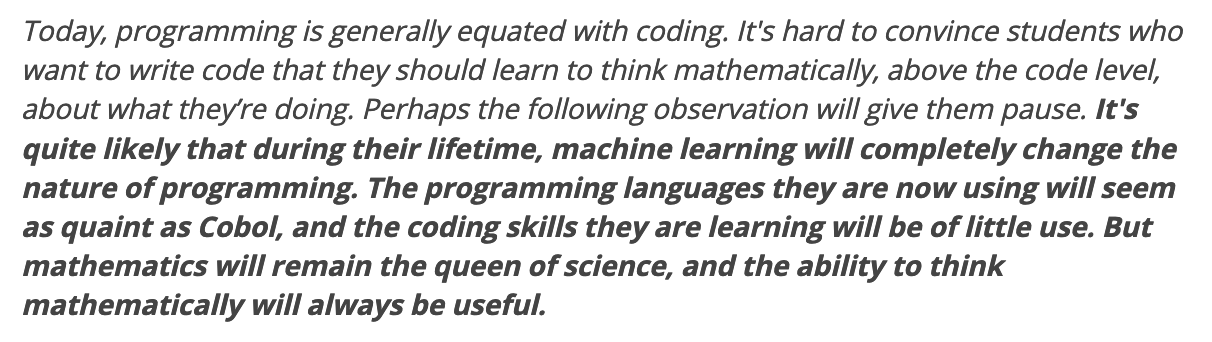 Today, programming is generally equated with coding. It's hard to convince students who
want to write code that they should learn to think mathematically, above the code level,
about what they’re doing. Perhaps the following observation will give them pause. It's
quite likely that during their lifetime, machine learning will completely change the
nature of programming. The programming languages they are now using will seem
as quaint as Cobol, and the coding skills they are learning will be of little use. But
mathematics will remain the queen of science, and the ability to think
mathematically will always be useful.